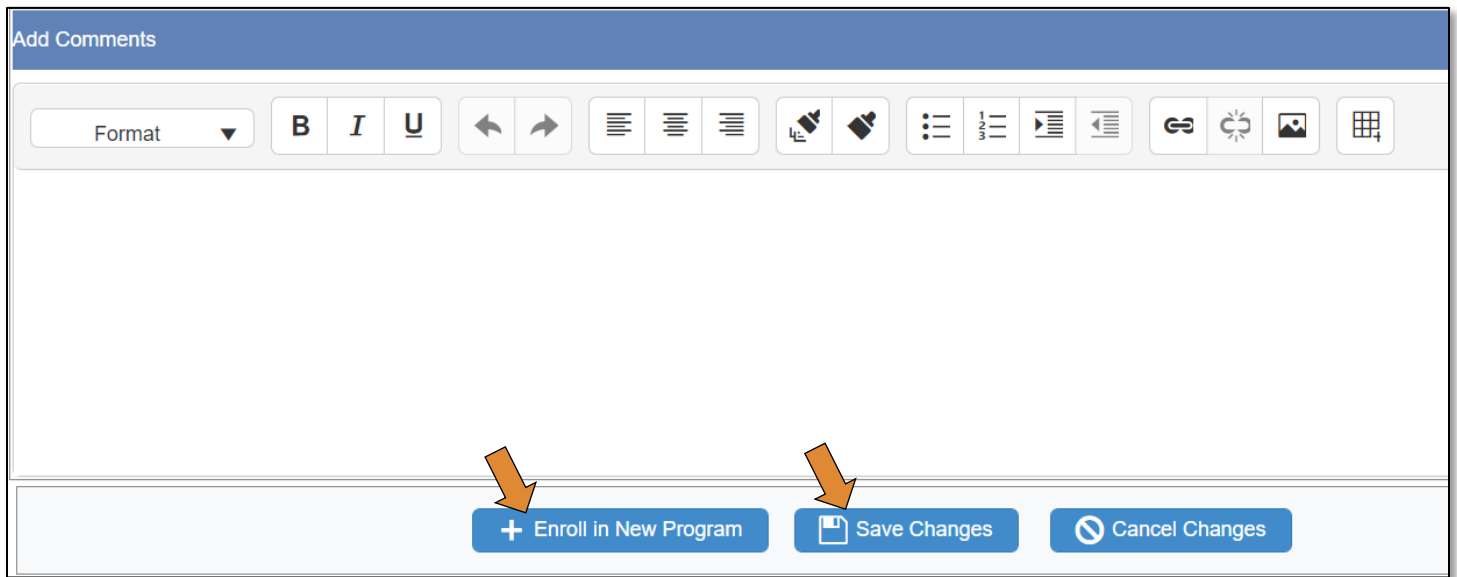 Add Comments
Format B I U
Enroll in New Program Save Changes Cancel Changes